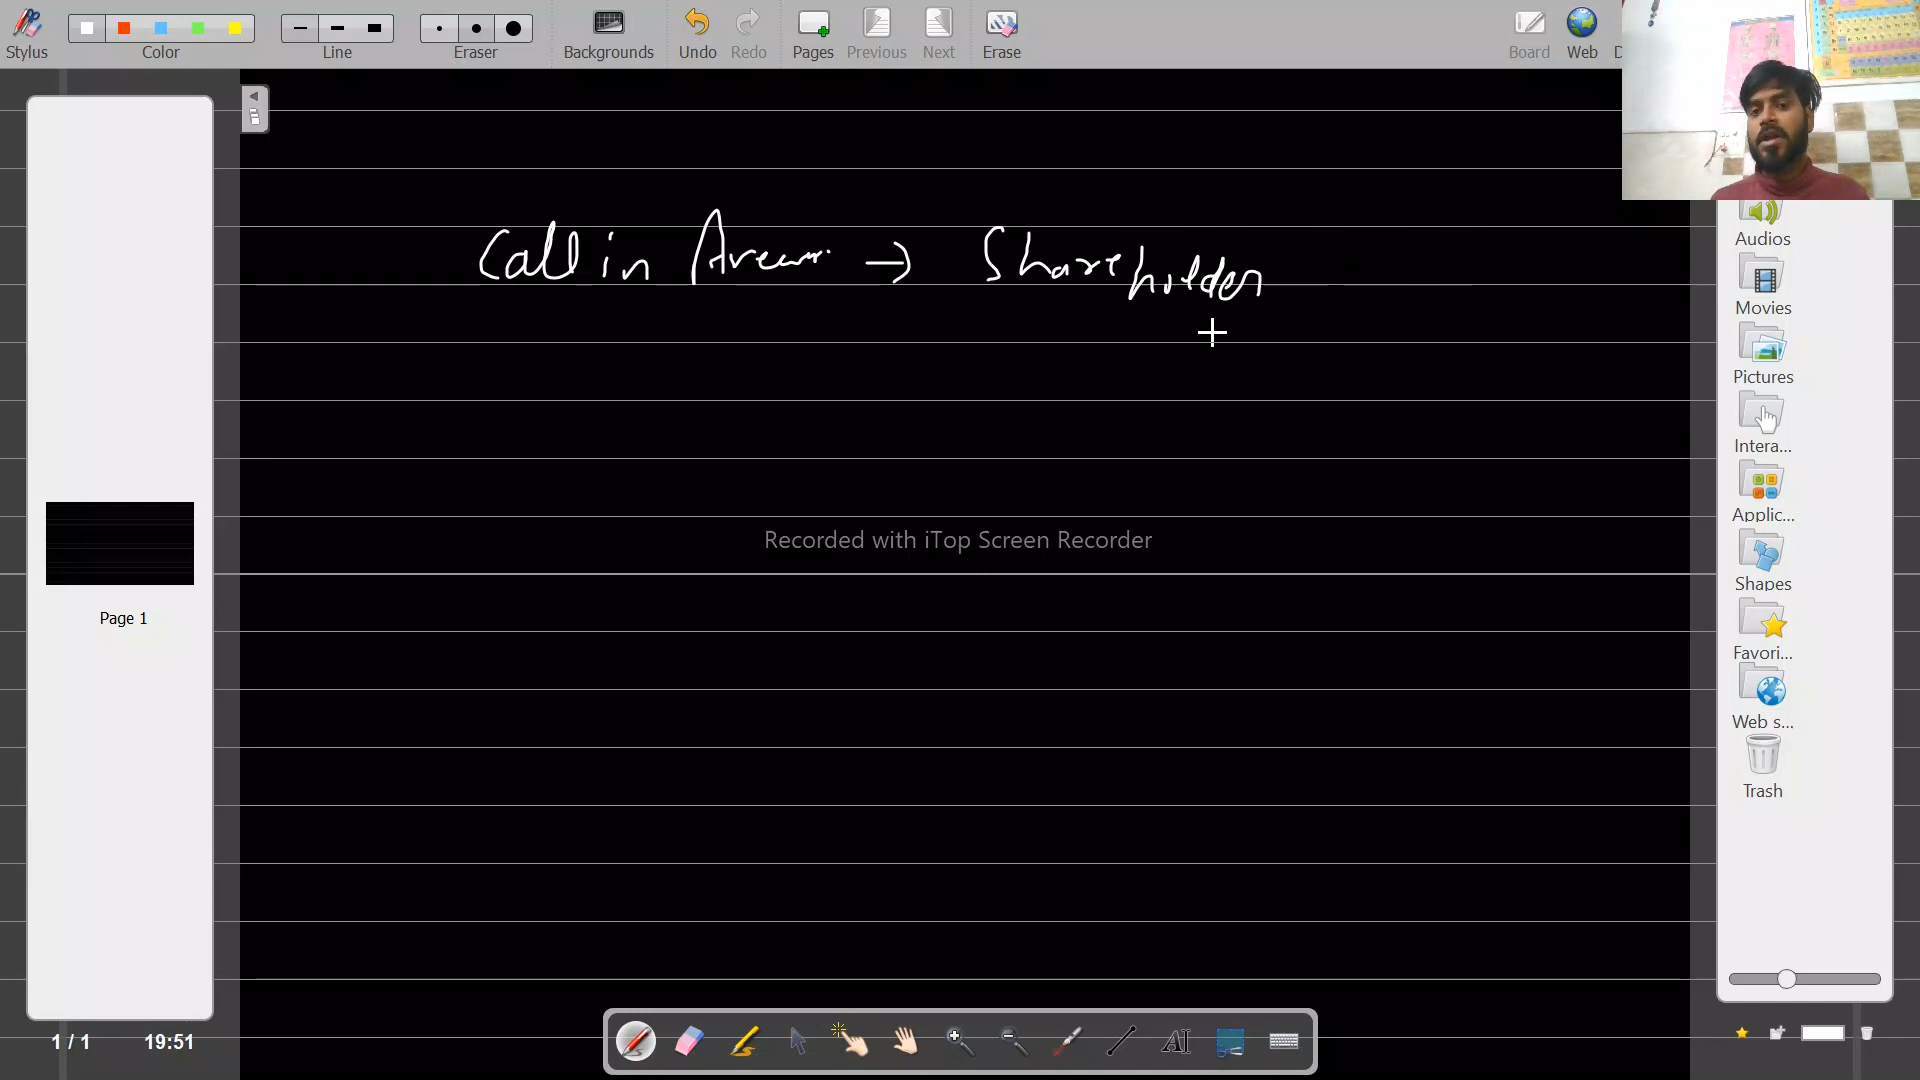 Stylus Color Line Eraser Backgrounds Undo Redo Pages Previous Next Erase Board Web
Call in Arear → Shareholder
Recorded with iTop Screen Recorder
Page 1
1 / 1 19:51
Audios
Movies
Pictures
Intera...
Applic...
Shapes
Favori...
Web s...
Trash